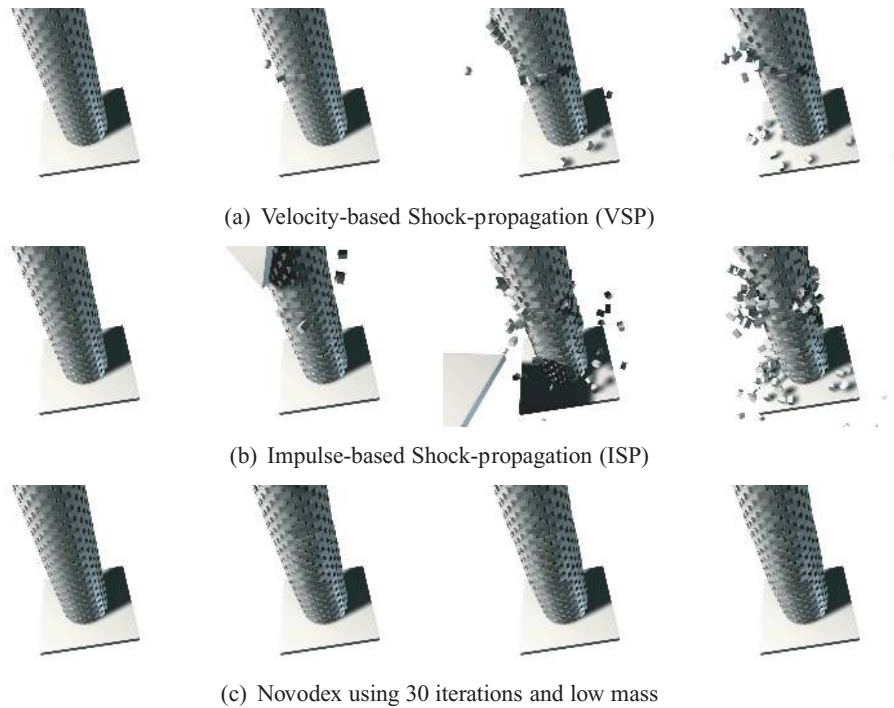 (a) Velocity-based Shock-propagation (VSP)
(b) Impulse-based Shock-propagation (ISP)
(c) Novodex using 30 iterations and low mass